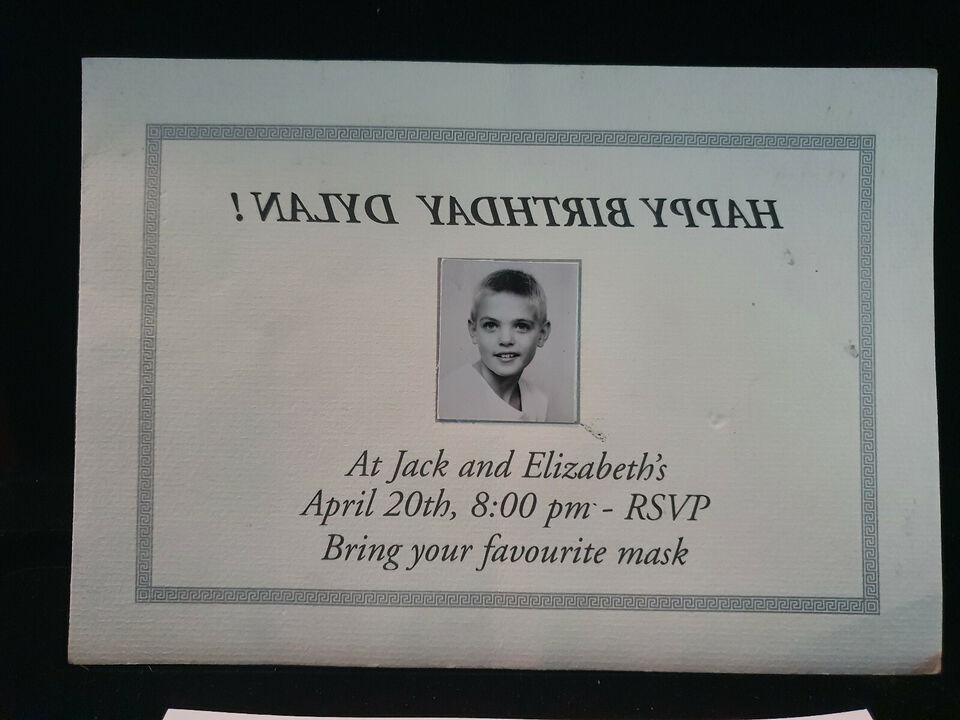 HAPPY BIRTHDAY DYLAN!
At Jack and Elizabeth's
April 20th, 8:00 pm - RSVP
Bring your favourite mask